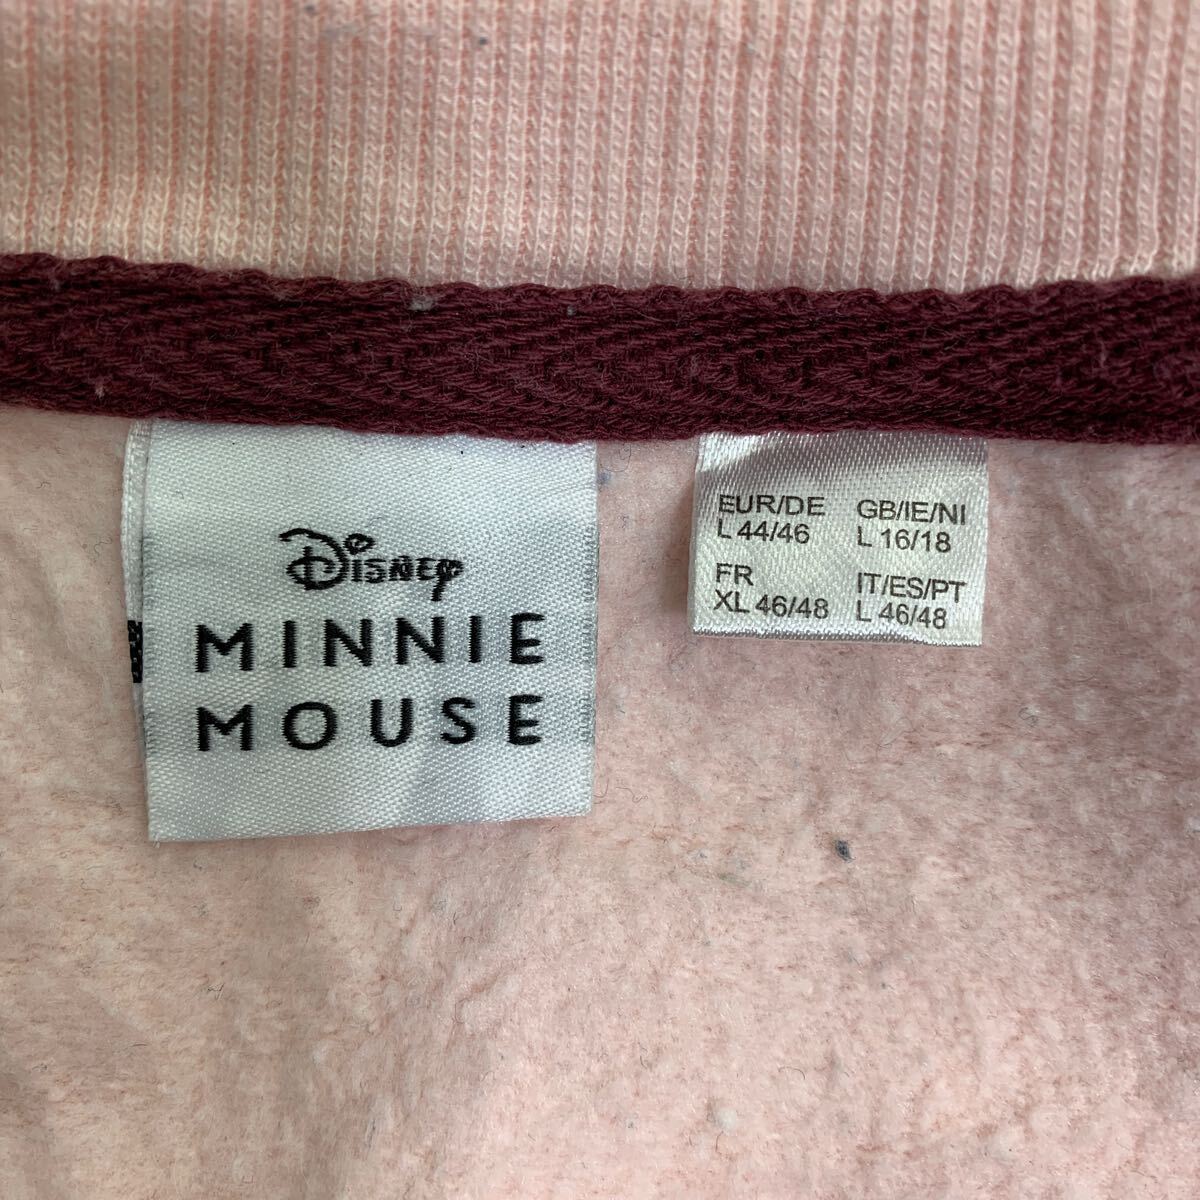 Disney
MINNIE
MOUSE
EUR/DE
L 44/46
GB/IE/NI
L 16/18
FR
XL 46/48
IT/ES/PT
L 46/48